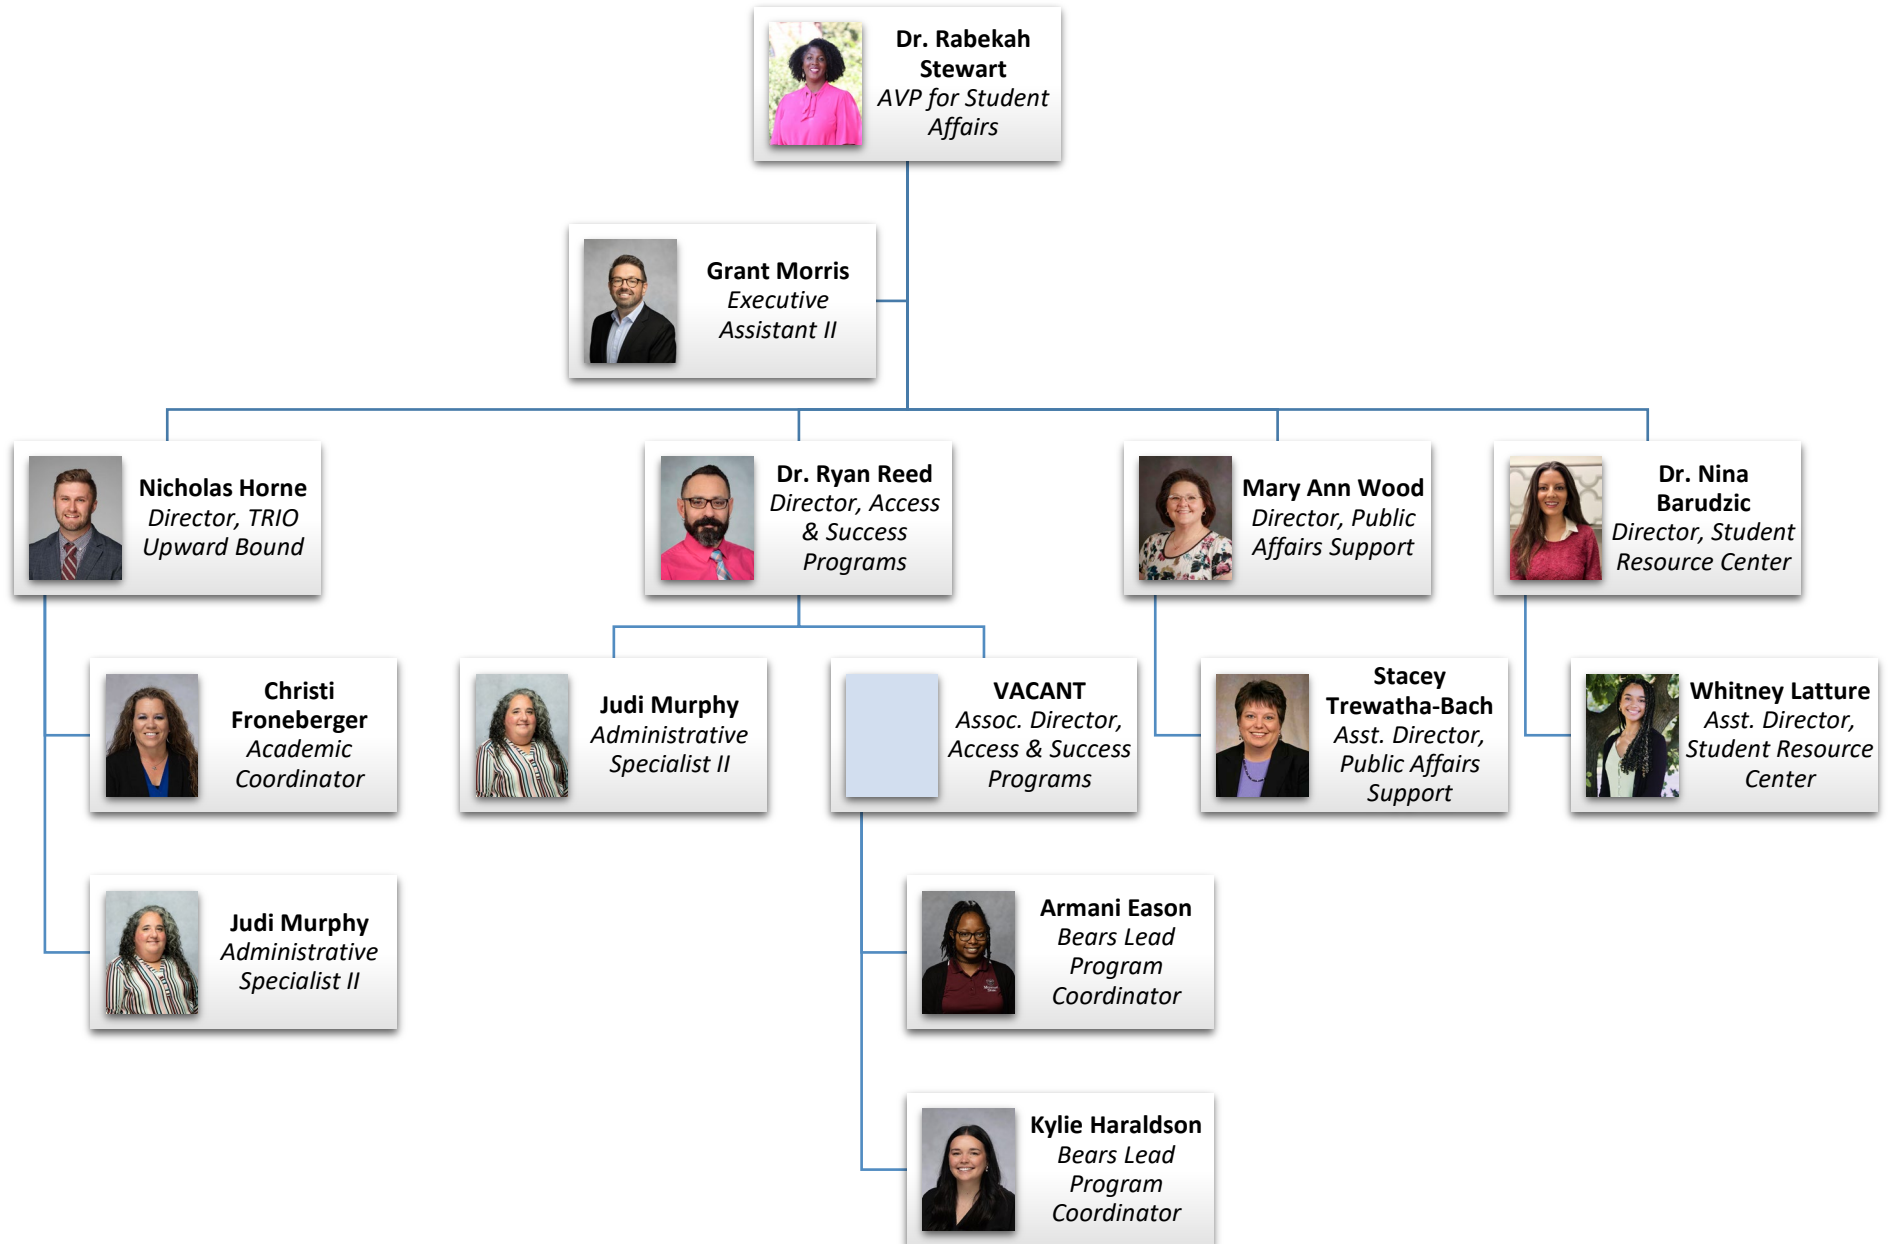 Dr. Rabekah
Stewart
AVP for Student
Affairs
Grant Morris
Executive
Assistant II
Nicholas Horne
Director, TRIO
Upward Bound
Dr. Ryan Reed
Director, Access
& Success
Programs
Mary Ann Wood
Director, Public
Affairs Support
Dr. Nina
Barudzic
Director, Student
Resource Center
Christi
Froneberger
Academic
Coordinator
Judi Murphy
Administrative
Specialist II
VACANT
Assoc. Director,
Access & Success
Programs
Stacey
Trewatha-Bach
Asst. Director,
Public Affairs
Support
Whitney Latture
Asst. Director,
Student Resource
Center
Judi Murphy
Administrative
Specialist II
Armani Eason
Bears Lead
Program
Coordinator
Kylie Haraldson
Bears Lead
Program
Coordinator